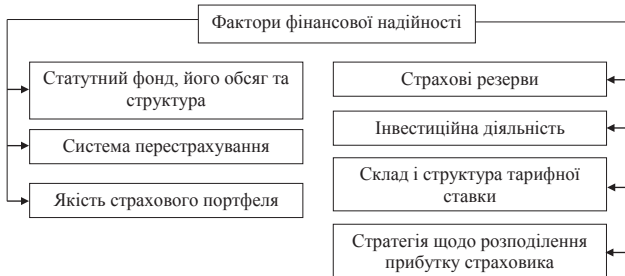 Фактори фінансової надійності
Статутний фонд, його обсяг та
структура
Система перестрахування
Якість страхового портфеля
Страхові резерви
Інвестиційна діяльність
Склад і структура тарифної
ставки
Стратегія щодо розподілення
прибутку страховика